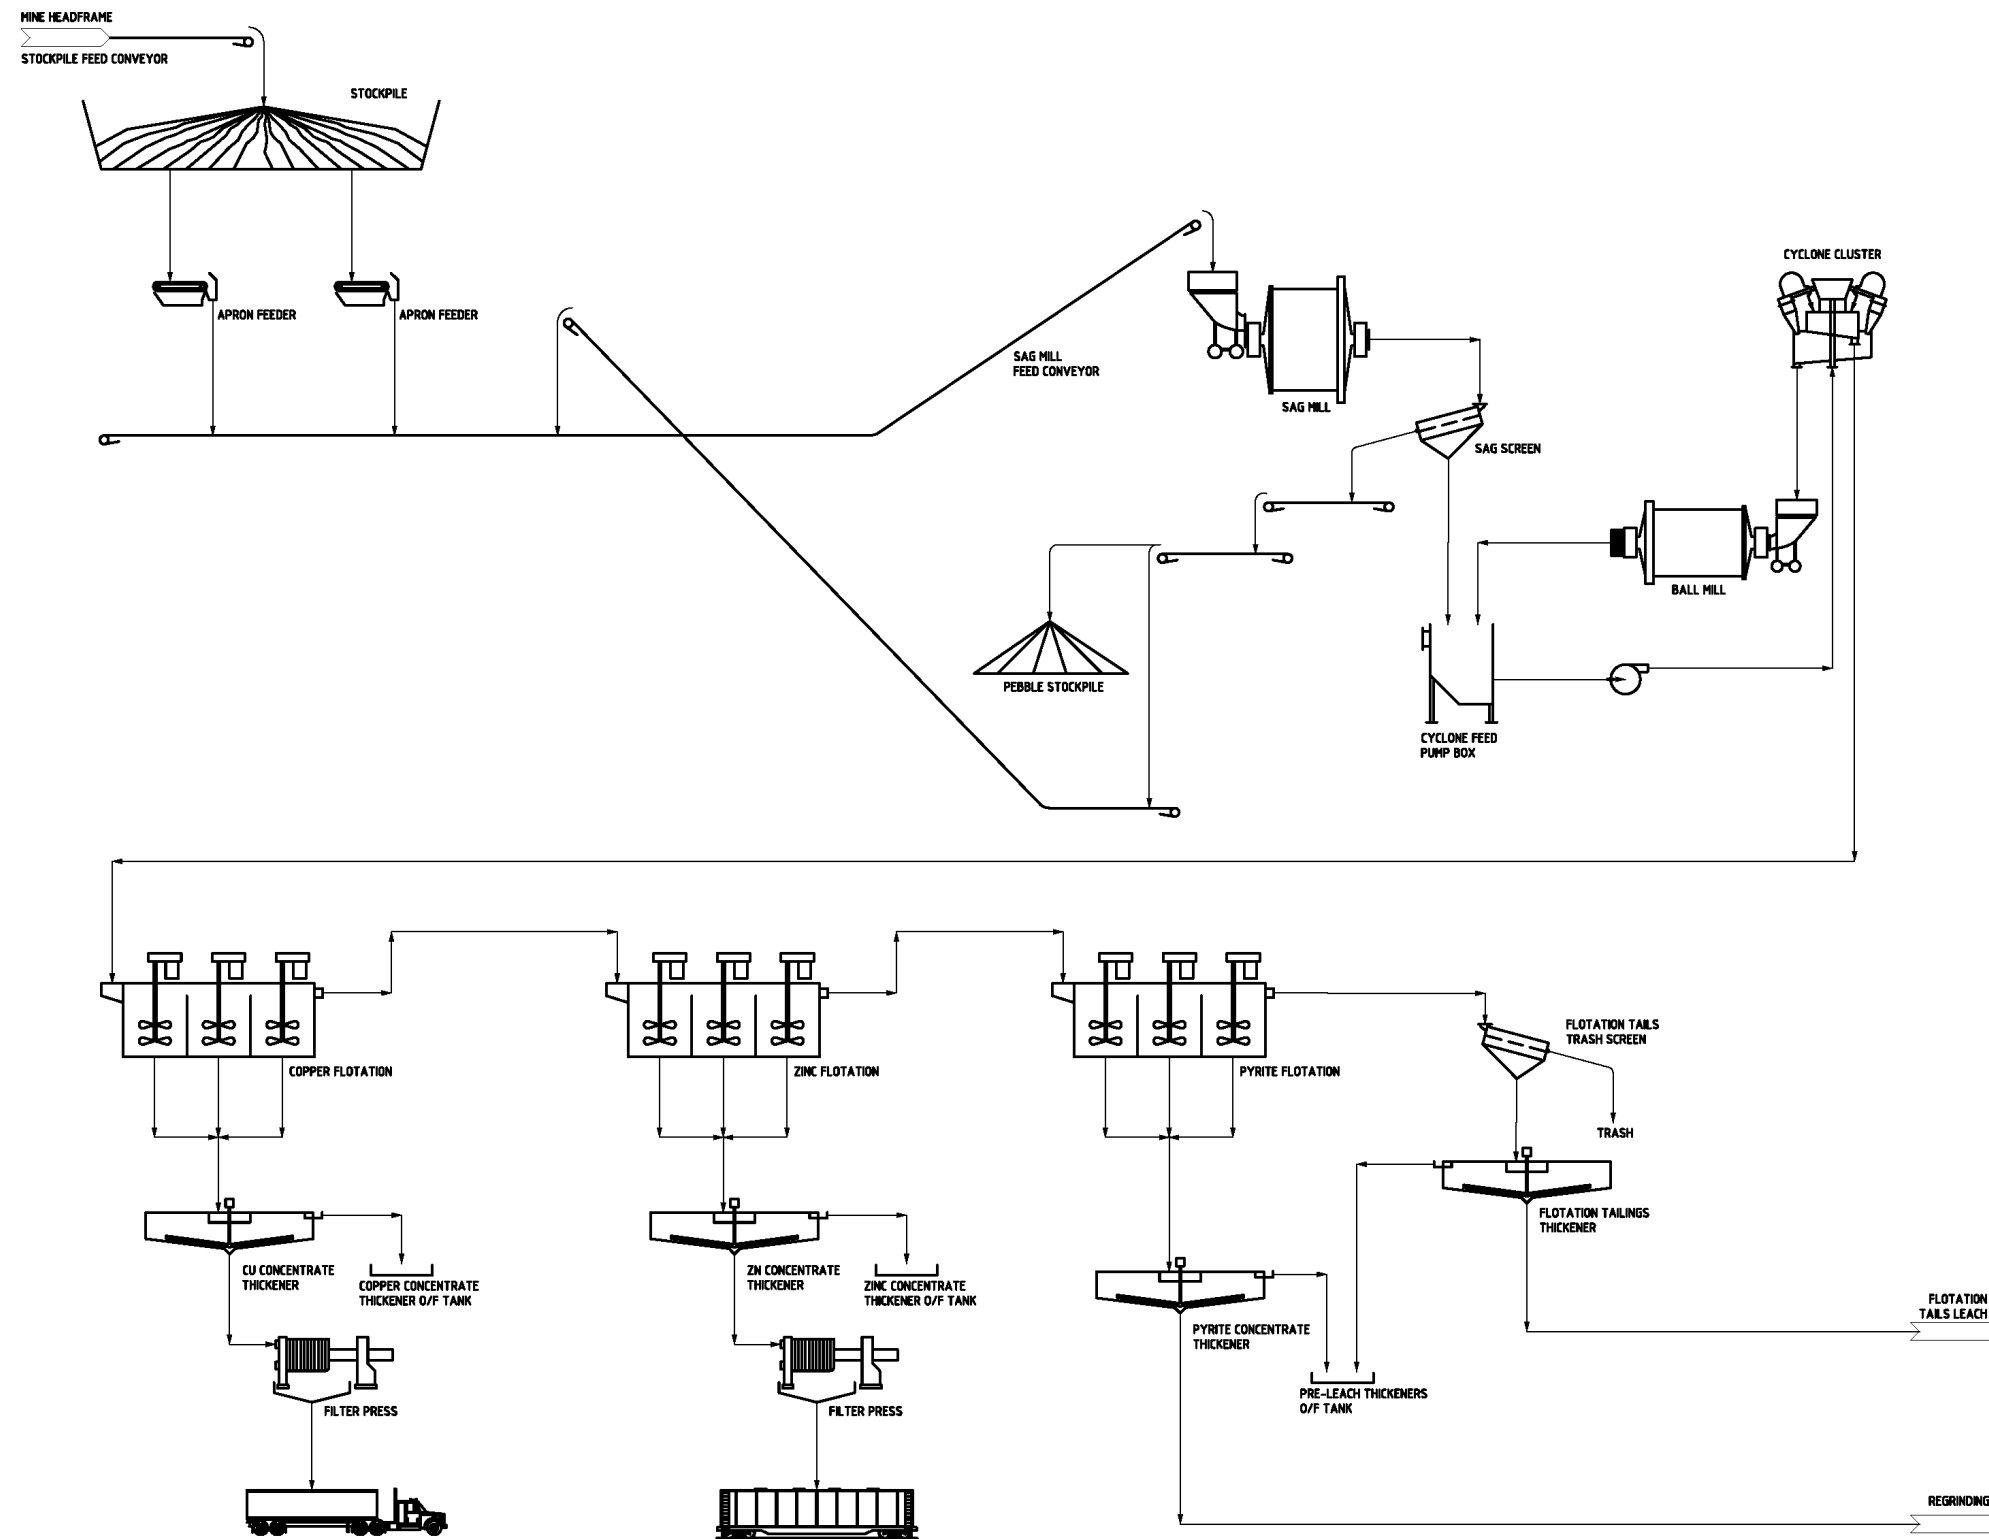 MINE HEADFRAME
STOCKPILE FEED CONVEYOR
STOCKPILE
APRON FEEDER
APRON FEEDER
SAG MILL
FEED CONVEYOR
SAG MILL
CYCLONE CLUSTER
SAG SCREEN
BALL MILL
PEBBLE STOCKPILE
CYCLONE FEED
PUMP BOX
COPPER FLOTATION
ZINC FLOTATION
PYRITE FLOTATION
FLOTATION TAILS
TRASH SCREEN
TRASH
FLOTATION TAILINGS
THICKENER
CU CONCENTRATE
THICKENER
COPPER CONCENTRATE
THICKENER O/F TANK
ZN CONCENTRATE
THICKENER
ZINC CONCENTRATE
THICKENER O/F TANK
PYRITE CONCENTRATE
THICKENER
FLOTATION
TAILS LEACH
PRE-LEACH THICKENERS
O/F TANK
FILTER PRESS
FILTER PRESS
REGRINDING